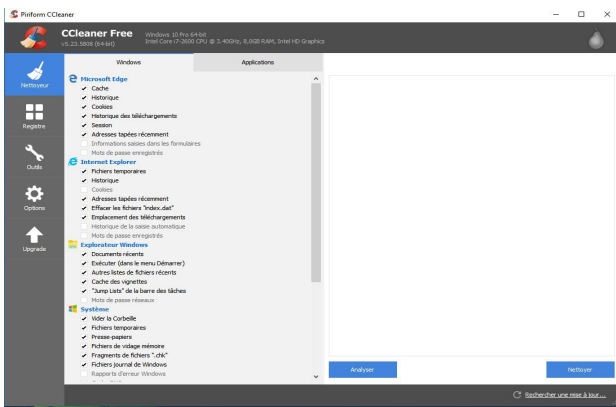 Piriform CCleaner
CCleaner Free
v5.23.5808 (64-bit)
Windows 10 Pro 64-bit
Intel Core i7-2600 CPU @ 3.40GHz, 8,0GB RAM, Intel HD Graphics
Nettoyeur
Registre
Outils
Options
Upgrade
Windows
Applications
Microsoft Edge
Cache
Historique
Cookies
Historique des téléchargements
Session
Adresses tapées récemment
Informations saisies dans les formulaires
Mots de passe enregistrés
Internet Explorer
Fichiers temporaires
Historique
Cookies
Adresses tapées récemment
Effacer les fichiers "index.dat"
Emplacement des téléchargements
Historique de la saisie automatique
Mots de passe enregistrés
Explorateur Windows
Documents récents
Exécuter (dans le menu Démarrer)
Autres listes de fichiers récents
Cache des vignettes
"Jump Lists" de la barre des tâches
Mots de passe réseaux
Système
Vider la Corbeille
Fichiers temporaires
Presse-papiers
Fichiers de vidage mémoire
Fragments de fichiers ".chk"
Fichiers journal de Windows
Rapports d'erreur Windows
Analyser
Nettoyer
Rechercher une mise à jour...